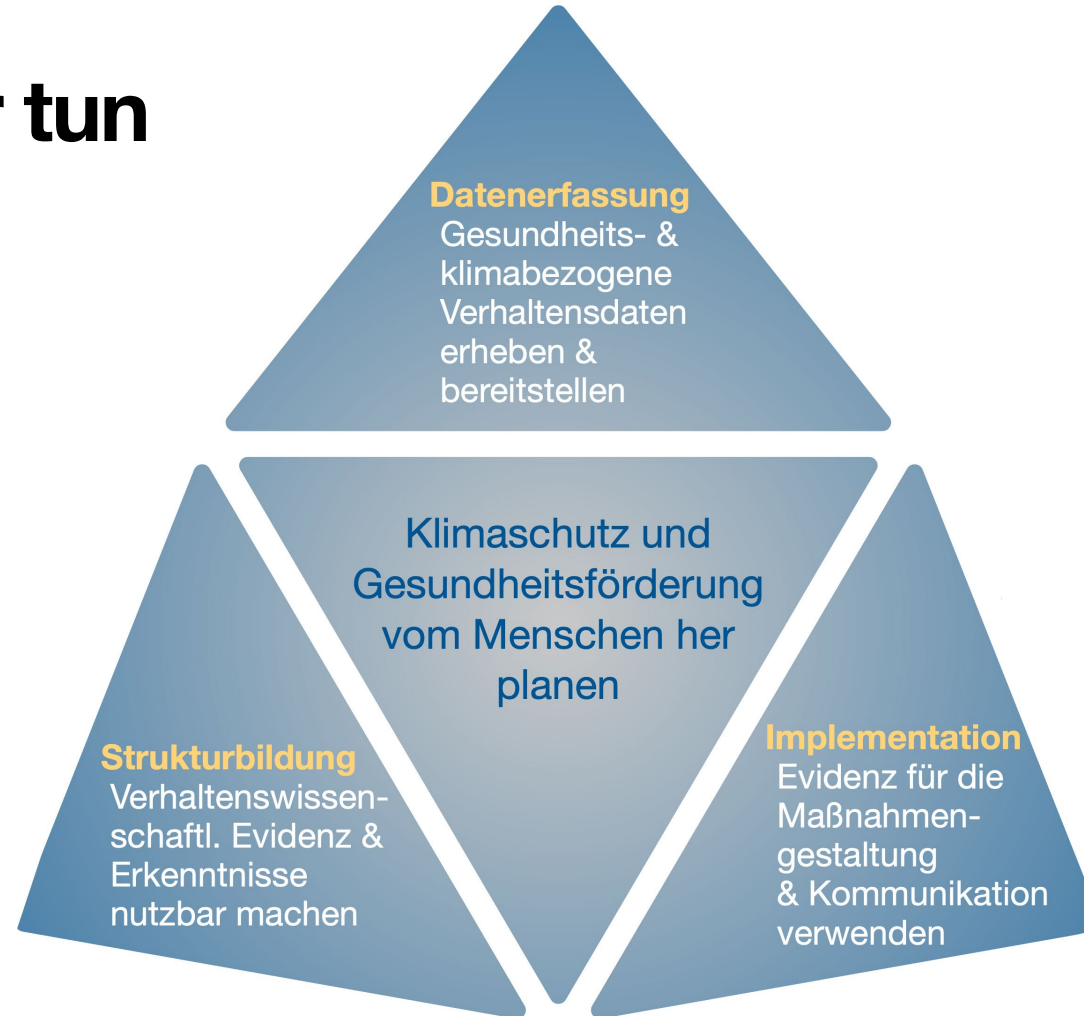 tun
Datenerfassung
Gesundheits- &
klimabezogene
Verhaltensdaten
erheben &
bereitstellen
Klimaschutz und
Gesundheitsförderung
vom Menschen her
planen
Strukturbildung
Verhaltenswissen-
schaftl. Evidenz &
Erkenntnisse
nutzbar machen
Implementation
Evidenz für die
Maßnahmen-
gestaltung
& Kommunikation
verwenden